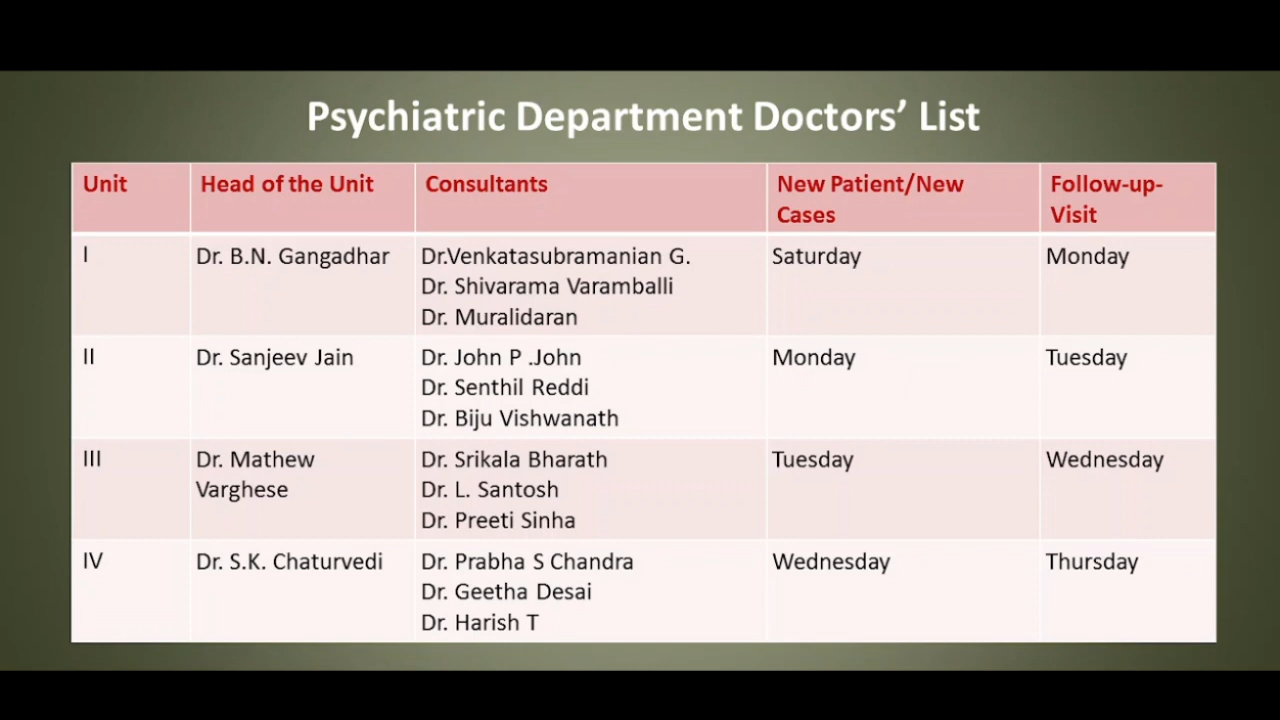 Psychiatric Department Doctors’ List
Unit Head of the Unit Consultants New Patient/New Cases Follow-up-Visit
I Dr. B.N. Gangadhar Dr.Venkatasubramanian G. Saturday Monday
Dr. Shivarama Varamballi
Dr. Muralidaran
II Dr. Sanjeev Jain Dr. John P .John Monday Tuesday
Dr. Senthil Reddi
Dr. Biju Vishwanath
III Dr. Mathew Dr. Srikala Bharath Tuesday Wednesday
Varghese Dr. L. Santosh
Dr. Preeti Sinha
IV Dr. S.K. Chaturvedi Dr. Prabha S Chandra Wednesday Thursday
Dr. Geetha Desai
Dr. Harish T